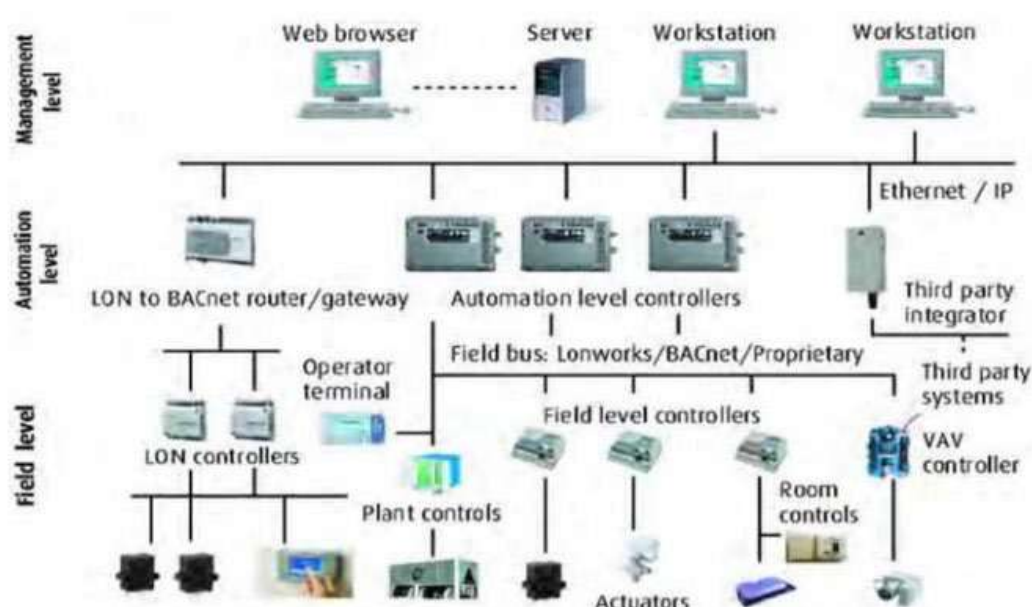 Management
level
Web browser
Server
Workstation
Workstation
Ethernet / IP
Automation
level
LON to BACnet router/gateway
Automation level controllers
Third party
integrator
Field bus: Lonworks/BACnet/Proprietary
Operator
terminal
Third party
systems
Field level
Field level controllers
LON controllers
VAV
controller
Plant controls
Room
controls
Actuators